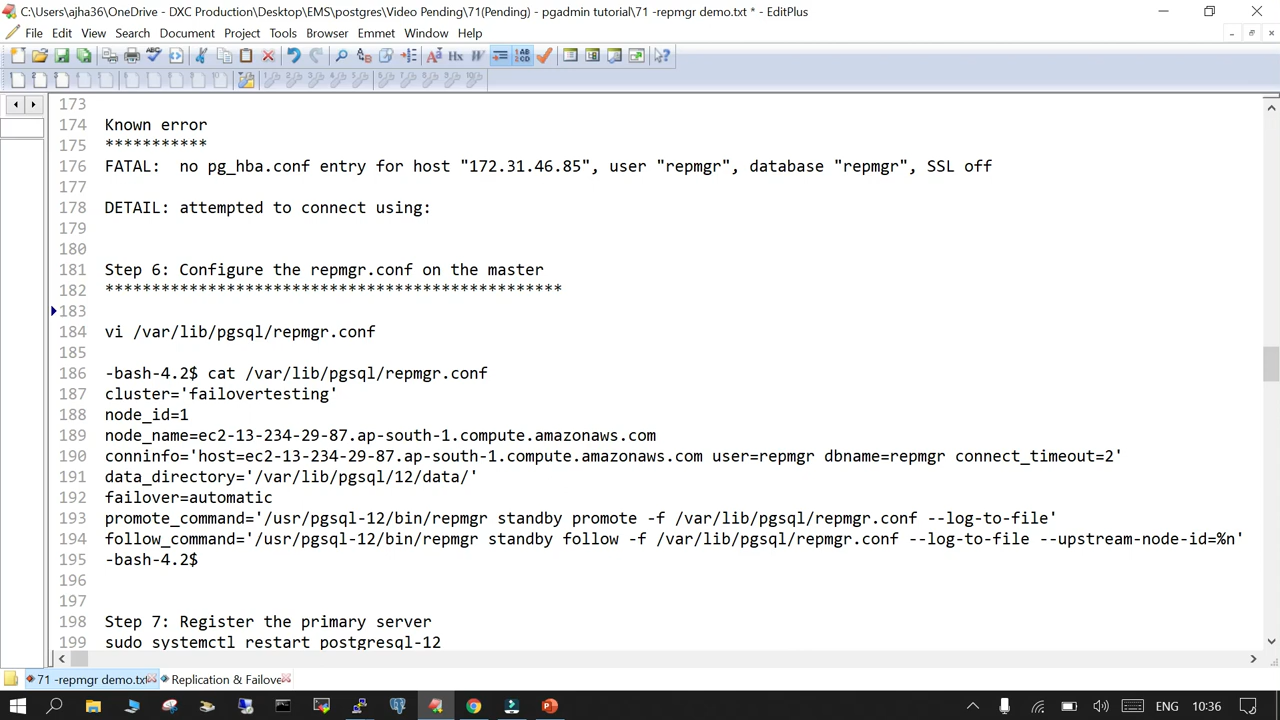 C:\Users\ajha36\OneDrive - DXC Production\Desktop\EMS\postgres\Video Pending\71(Pending) - pgadmin tutorial\71 -repmgr demo.txt * - EditPlus
File Edit View Search Document Project Tools Browser Emmet Window Help
173
174 Known error
175 ***********
176 FATAL:  no pg_hba.conf entry for host "172.31.46.85", user "repmgr", database "repmgr", SSL off
177
178 DETAIL: attempted to connect using:
179
180
181 Step 6: Configure the repmgr.conf on the master
182 *************************************************
183
184 vi /var/lib/pgsql/repmgr.conf
185
186 -bash-4.2$ cat /var/lib/pgsql/repmgr.conf
187 cluster='failovertesting'
188 node_id=1
189 node_name=ec2-13-234-29-87.ap-south-1.compute.amazonaws.com
190 conninfo='host=ec2-13-234-29-87.ap-south-1.compute.amazonaws.com user=repmgr dbname=repmgr connect_timeout=2'
191 data_directory='/var/lib/pgsql/12/data/'
192 failover=automatic
193 promote_command='/usr/pgsql-12/bin/repmgr standby promote -f /var/lib/pgsql/repmgr.conf --log-to-file'
194 follow_command='/usr/pgsql-12/bin/repmgr standby follow -f /var/lib/pgsql/repmgr.conf --log-to-file --upstream-node-id=%n'
195 -bash-4.2$
196
197
198 Step 7: Register the primary server
199 sudo systemctl restart postgresql-12
71 -repmgr demo.txt Replication & Failove
ENG 10:36